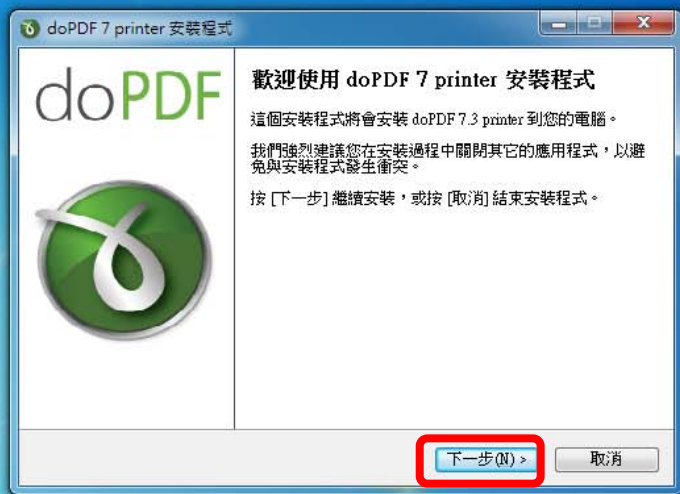 doPDF 7 printer 安裝程式
doPDF
歡迎使用 doPDF 7 printer 安裝程式
這個安裝程式將會安裝 doPDF 7.3 printer 到您的電腦。
我們強烈建議您在安裝過程中關閉其它的應用程式，以避
免與安裝程式發生衝突。
按 [下一步] 繼續安裝，或按 [取消] 結束安裝程式。
下一步(N) >
取消